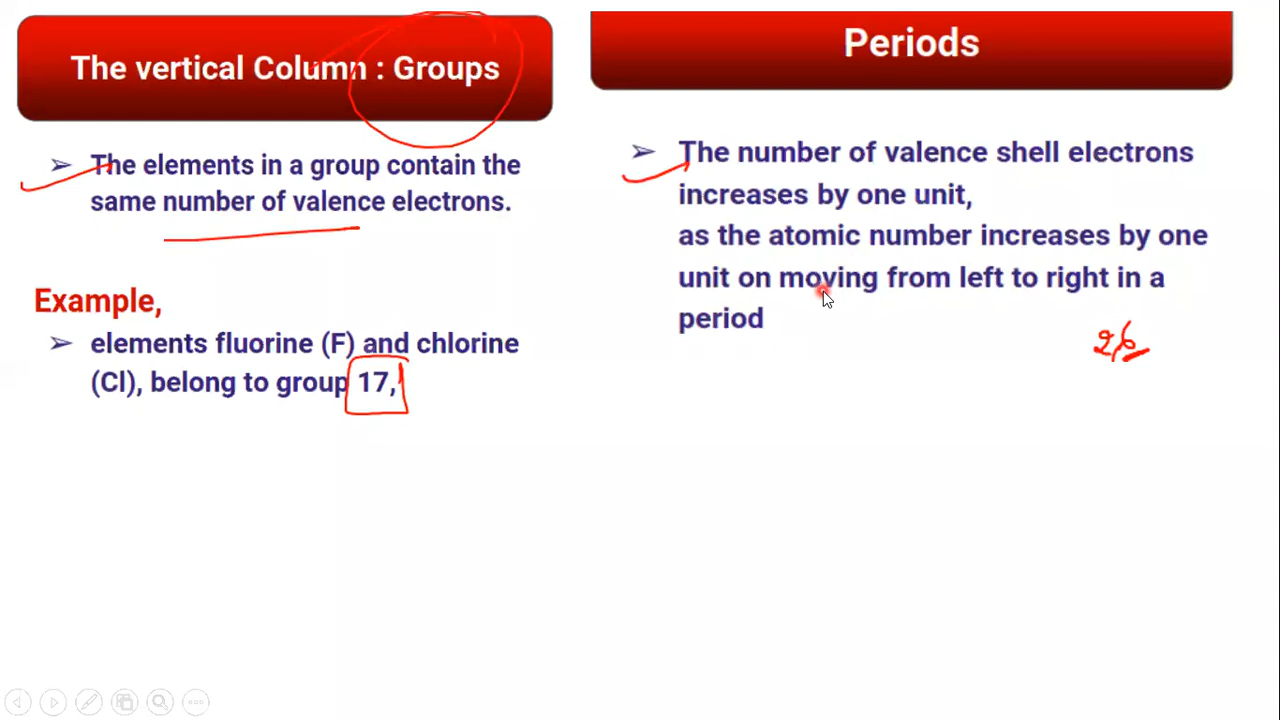 The vertical Column : Groups
➢ The elements in a group contain the
same number of valence electrons.
Example,
➢ elements fluorine (F) and chlorine
(Cl), belong to group 17,
Periods
➢ The number of valence shell electrons
increases by one unit,
as the atomic number increases by one
unit on moving from left to right in a
period
2,6